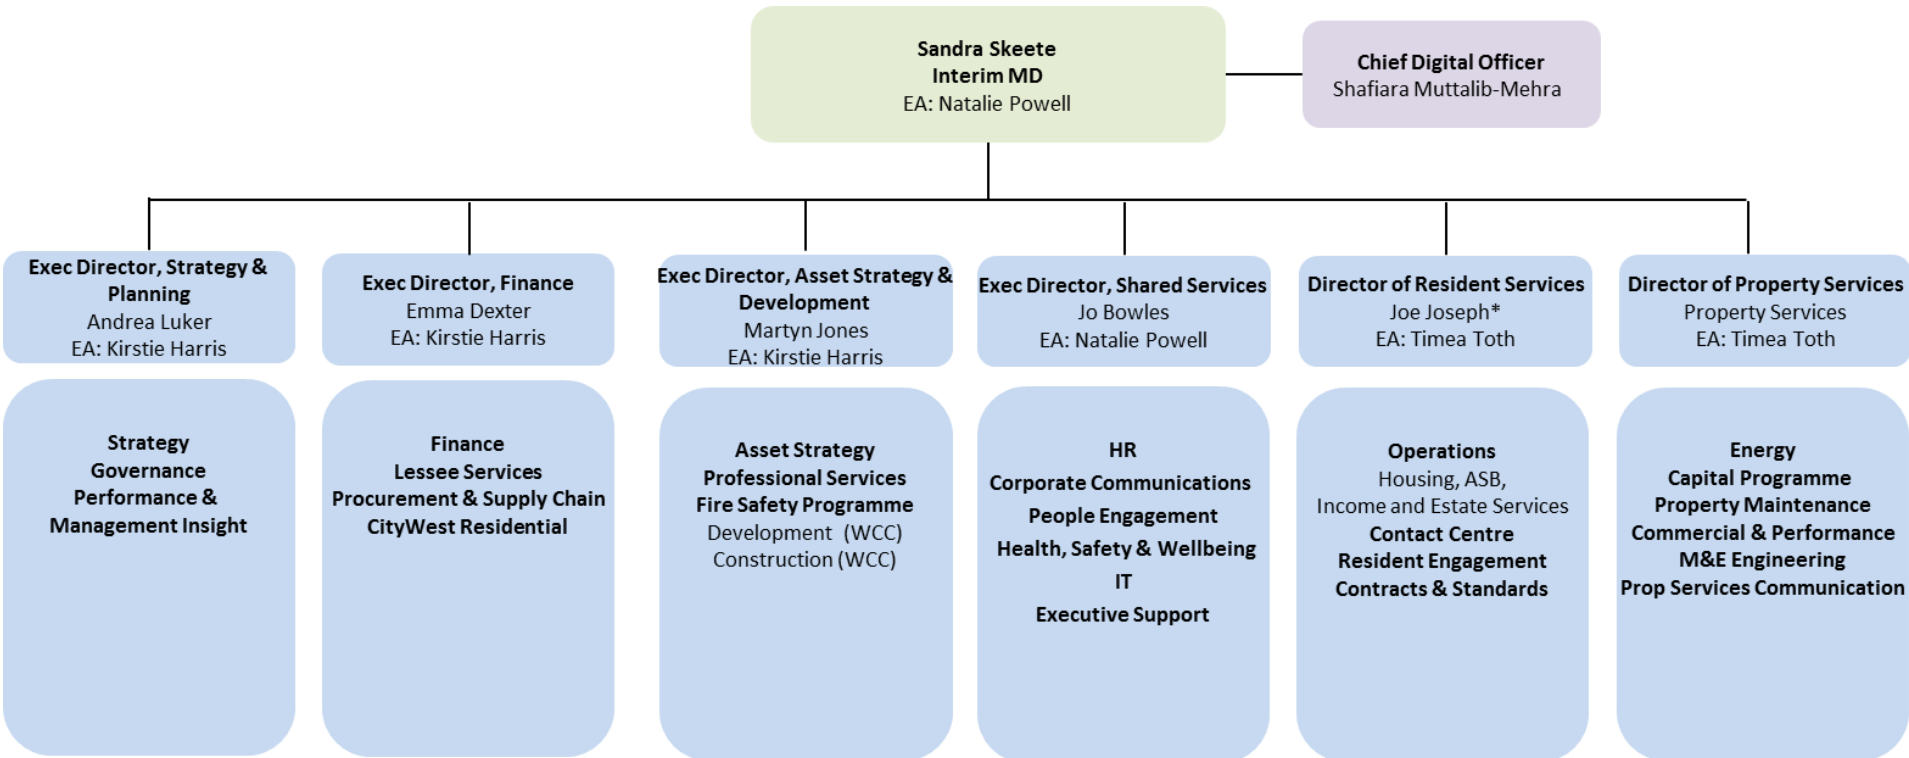 Sandra Skeete
Interim MD
EA: Natalie Powell
Chief Digital Officer
Shafiara Muttalib-Mehra
Exec Director, Strategy &
Planning
Andrea Luker
EA: Kirstie Harris
Exec Director, Finance
Emma Dexter
EA: Kirstie Harris
Exec Director, Asset Strategy &
Development
Martyn Jones
EA: Kirstie Harris
Exec Director, Shared Services
Jo Bowles
EA: Natalie Powell
Director of Resident Services
Joe Joseph*
EA: Timea Toth
Director of Property Services
Property Services
EA: Timea Toth
Strategy
Governance
Performance &
Management Insight
Finance
Lessee Services
Procurement & Supply Chain
CityWest Residential
Asset Strategy
Professional Services
Fire Safety Programme
Development (WCC)
Construction (WCC)
HR
Corporate Communications
People Engagement
Health, Safety & Wellbeing
IT
Executive Support
Operations
Housing, ASB,
Income and Estate Services
Contact Centre
Resident Engagement
Contracts & Standards
Energy
Capital Programme
Property Maintenance
Commercial & Performance
M&E Engineering
Prop Services Communication